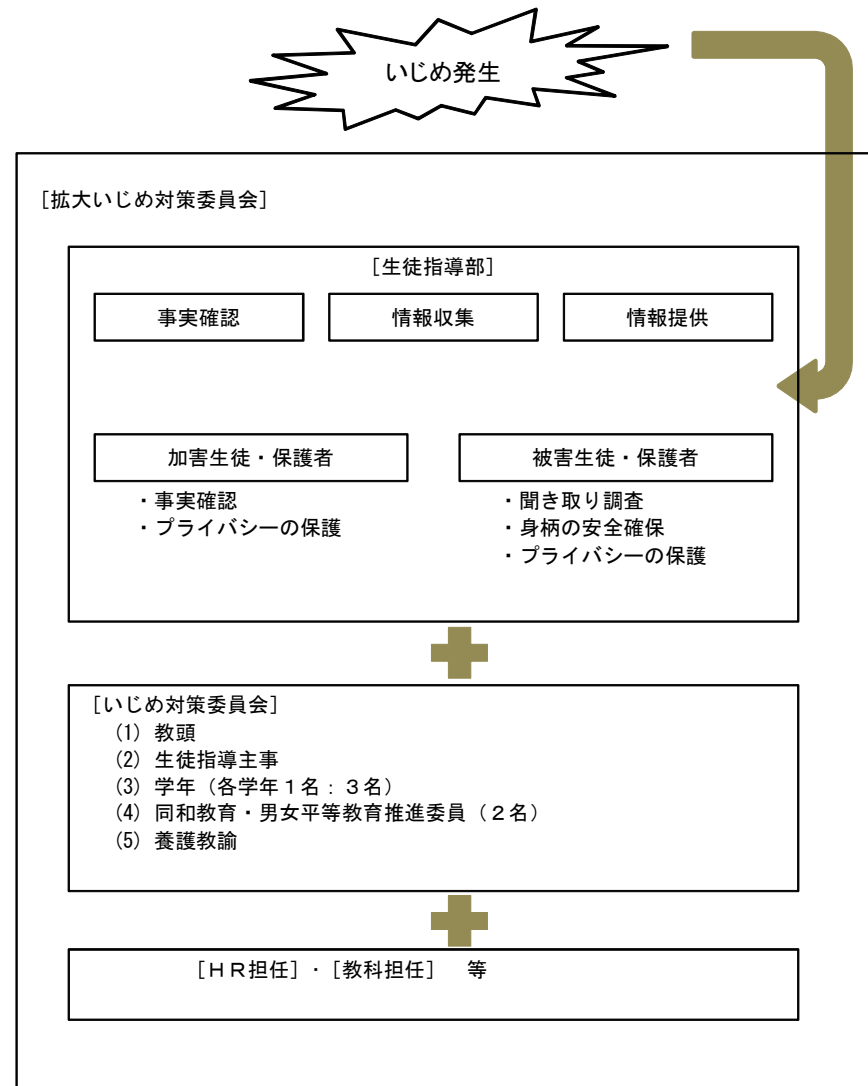 いじめ発生
［拡大いじめ対策委員会］
［生徒指導部］
事実確認
情報収集
情報提供
加害生徒・保護者
・事実確認
・プライバシーの保護
被害生徒・保護者
・聞き取り調査
・身柄の安全確保
・プライバシーの保護
［いじめ対策委員会］
(1) 教頭
(2) 生徒指導主事
(3) 学年（各学年１名：３名）
(4) 同和教育・男女平等教育推進委員（２名）
(5) 養護教諭
［ＨＲ担任］・［教科担任］　等